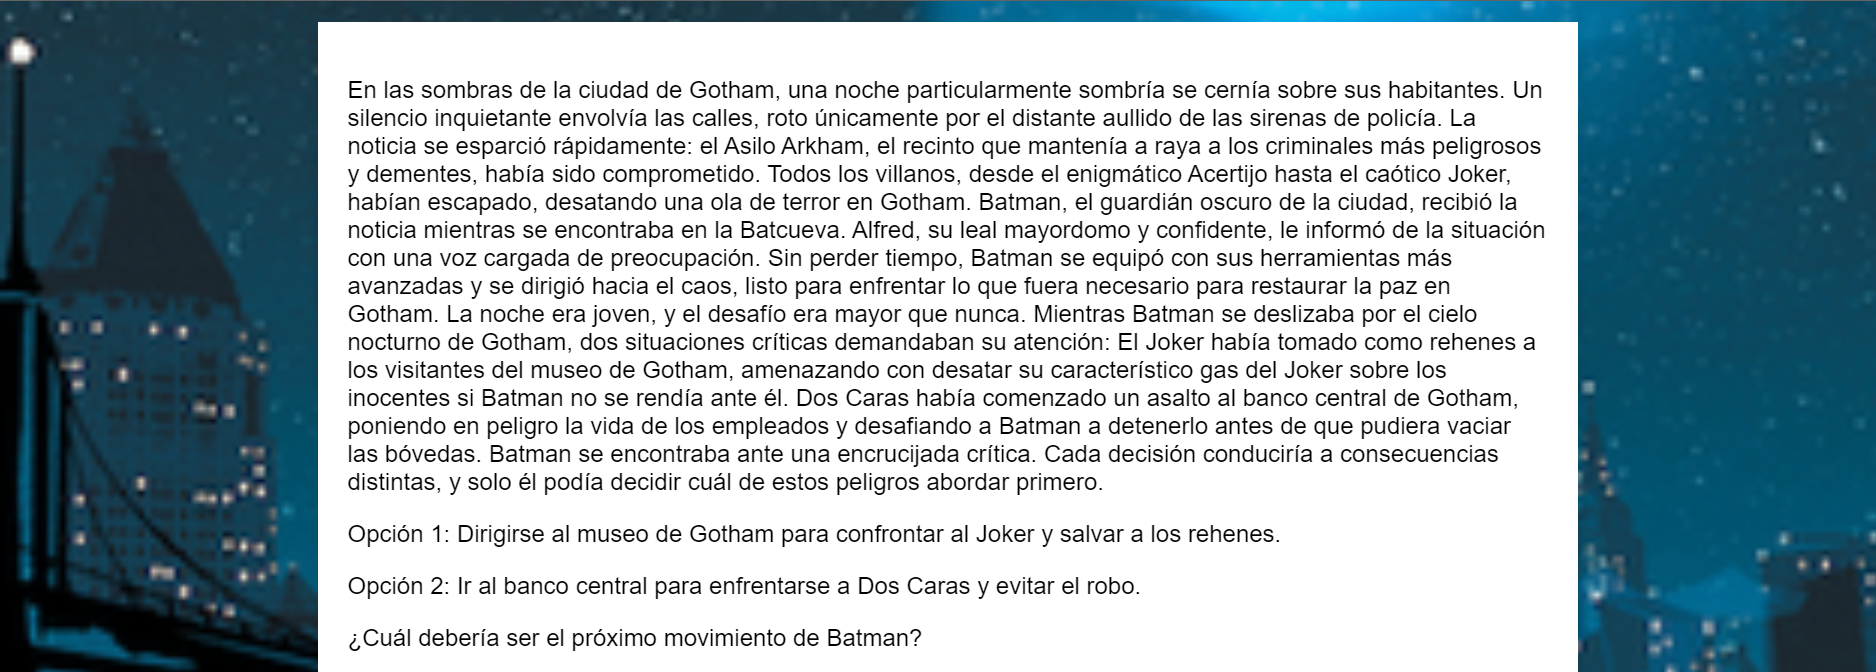 En las sombras de la ciudad de Gotham, una noche particularmente sombría se cernía sobre sus habitantes. Un
silencio inquietante envolvía las calles, roto únicamente por el distante aullido de las sirenas de policía. La
noticia se esparció rápidamente: el Asilo Arkham, el recinto que mantenía a raya a los criminales más peligrosos
y dementes, había sido comprometido. Todos los villanos, desde el enigmático Acertijo hasta el caótico Joker,
habían escapado, desatando una ola de terror en Gotham. Batman, el guardián oscuro de la ciudad, recibió la
noticia mientras se encontraba en la Batcueva. Alfred, su leal mayordomo y confidente, le informó de la situación
con una voz cargada de preocupación. Sin perder tiempo, Batman se equipó con sus herramientas más
avanzadas y se dirigió hacia el caos, listo para enfrentar lo que fuera necesario para restaurar la paz en
Gotham. La noche era joven, y el desafío era mayor que nunca. Mientras Batman se deslizaba por el cielo
nocturno de Gotham, dos situaciones críticas demandaban su atención: El Joker había tomado como rehenes a
los visitantes del museo de Gotham, amenazando con desatar su característico gas del Joker sobre los
inocentes si Batman no se rendía ante él. Dos Caras había comenzado un asalto al banco central de Gotham,
poniendo en peligro la vida de los empleados y desafiando a Batman a detenerlo antes de que pudiera vaciar
las bóvedas. Batman se encontraba ante una encrucijada crítica. Cada decisión conduciría a consecuencias
distintas, y solo él podía decidir cuál de estos peligros abordar primero.
Opción 1: Dirigirse al museo de Gotham para confrontar al Joker y salvar a los rehenes.
Opción 2: Ir al banco central para enfrentarse a Dos Caras y evitar el robo.
¿Cuál debería ser el próximo movimiento de Batman?